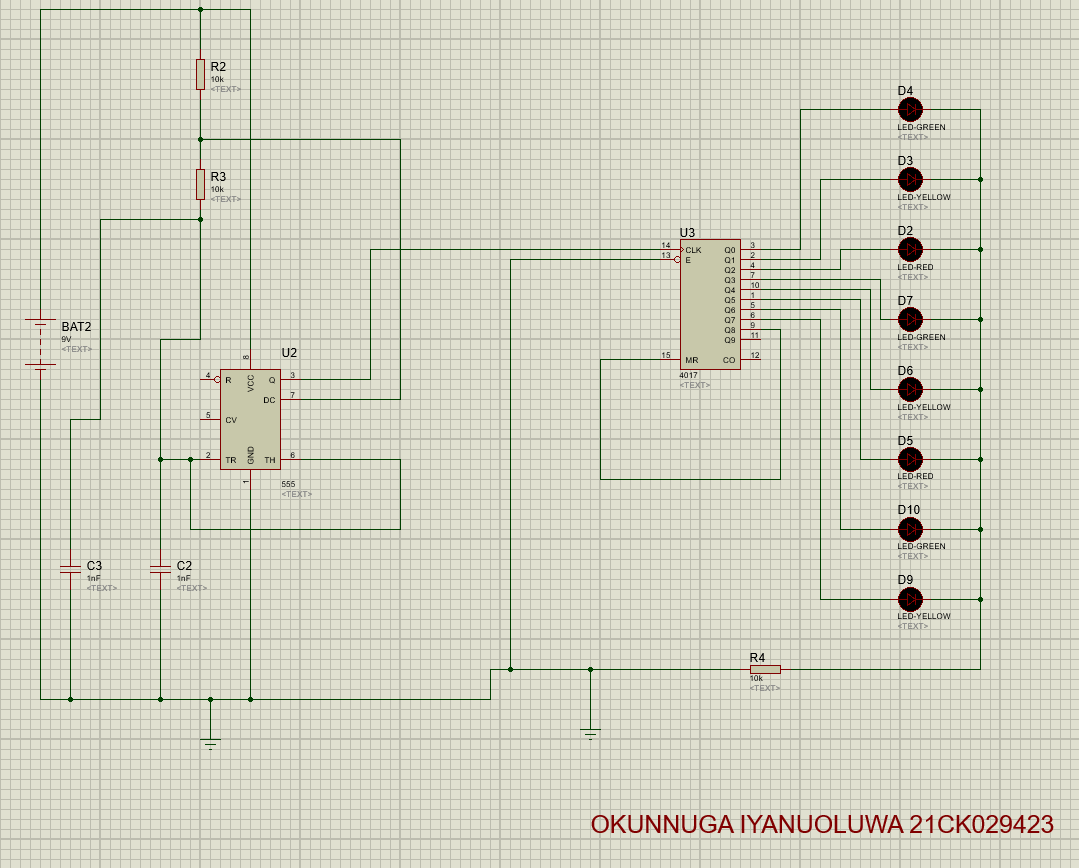 R2
10k
<TEXT>
R3
10k
<TEXT>
BAT2
9V
<TEXT>
U2
4 R
8 VCC
Q 3
DC 7
5 CV
2 TR
GND 1
TH 6
555
<TEXT>
C3
1nF
<TEXT>
C2
1nF
<TEXT>
U3
14 CLK
13 E
Q0 3
Q1 2
Q2 4
Q3 7
Q4 10
Q5 1
Q6 5
Q7 6
Q8 9
Q9 11
15 MR
CO 12
4017
<TEXT>
D4
LED-GREEN
<TEXT>
D3
LED-YELLOW
<TEXT>
D2
LED-RED
<TEXT>
D7
LED-GREEN
<TEXT>
D6
LED-YELLOW
<TEXT>
D5
LED-RED
<TEXT>
D10
LED-GREEN
<TEXT>
D9
LED-YELLOW
<TEXT>
R4
10k
<TEXT>
OKUNNUGA IYANUOLUWA 21CK029423